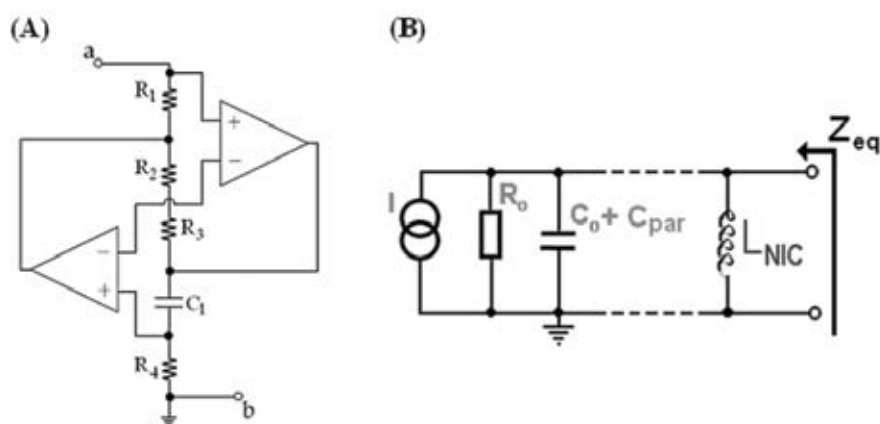 (A)
a
R1
+
−
R2
R3
−
+
C1
R4
b
(B)
Zeq
I
Ro
Co + Cpar
LNIC